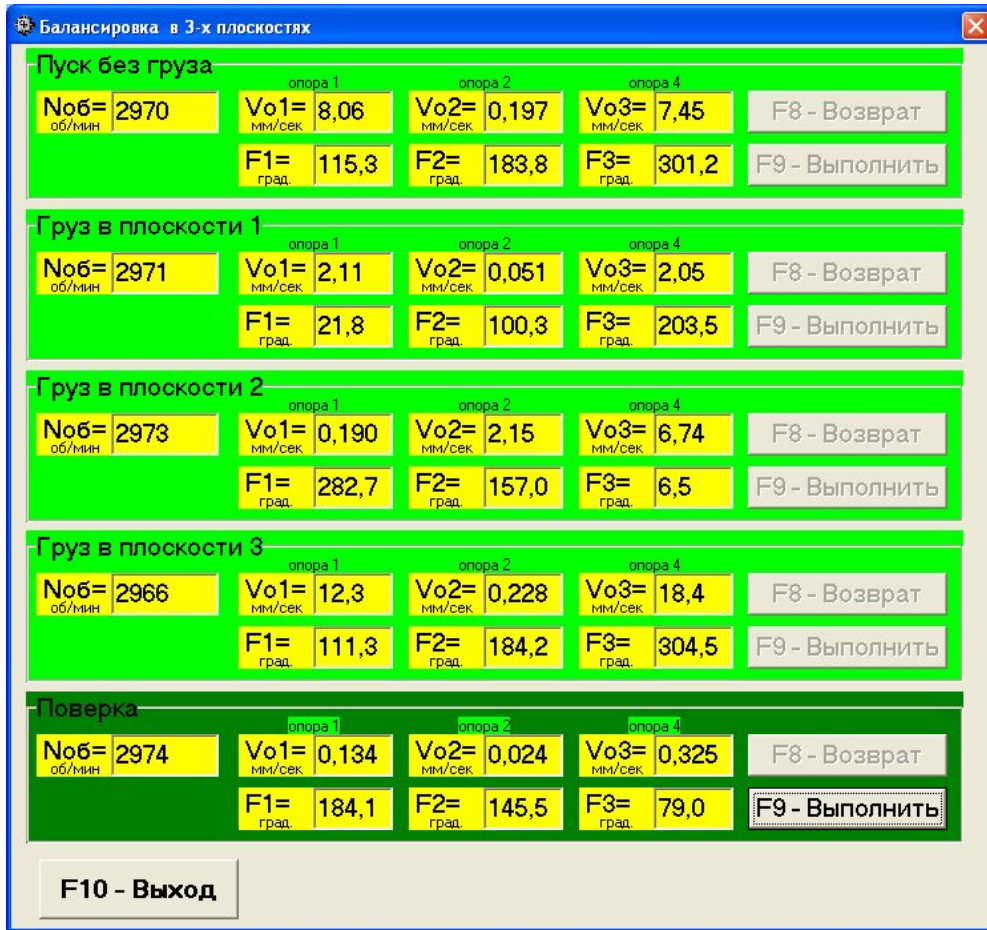 Балансировка в 3-х плоскостях
Пуск без груза
опора 1 опора 2 опора 4
Nоб= 2970 Vо1= 8,06 Vо2= 0,197 Vо3= 7,45 F8 - Возврат
об/мин мм/сек мм/сек мм/сек
F1= 115,3 F2= 183,8 F3= 301,2 F9 - Выполнить
град. град. град.
Груз в плоскости 1
опора 1 опора 2 опора 4
Nоб= 2971 Vо1= 2,11 Vо2= 0,051 Vо3= 2,05 F8 - Возврат
об/мин мм/сек мм/сек мм/сек
F1= 21,8 F2= 100,3 F3= 203,5 F9 - Выполнить
град. град. град.
Груз в плоскости 2
опора 1 опора 2 опора 4
Nоб= 2973 Vо1= 0,190 Vо2= 2,15 Vо3= 6,74 F8 - Возврат
об/мин мм/сек мм/сек мм/сек
F1= 282,7 F2= 157,0 F3= 6,5 F9 - Выполнить
град. град. град.
Груз в плоскости 3
опора 1 опора 2 опора 4
Nоб= 2966 Vо1= 12,3 Vо2= 0,228 Vо3= 18,4 F8 - Возврат
об/мин мм/сек мм/сек мм/сек
F1= 111,3 F2= 184,2 F3= 304,5 F9 - Выполнить
град. град. град.
Поверка
опора 1 опора 2 опора 4
Nоб= 2974 Vо1= 0,134 Vо2= 0,024 Vо3= 0,325 F8 - Возврат
об/мин мм/сек мм/сек мм/сек
F1= 184,1 F2= 145,5 F3= 79,0 F9 - Выполнить
град. град. град.
F10 - Выход